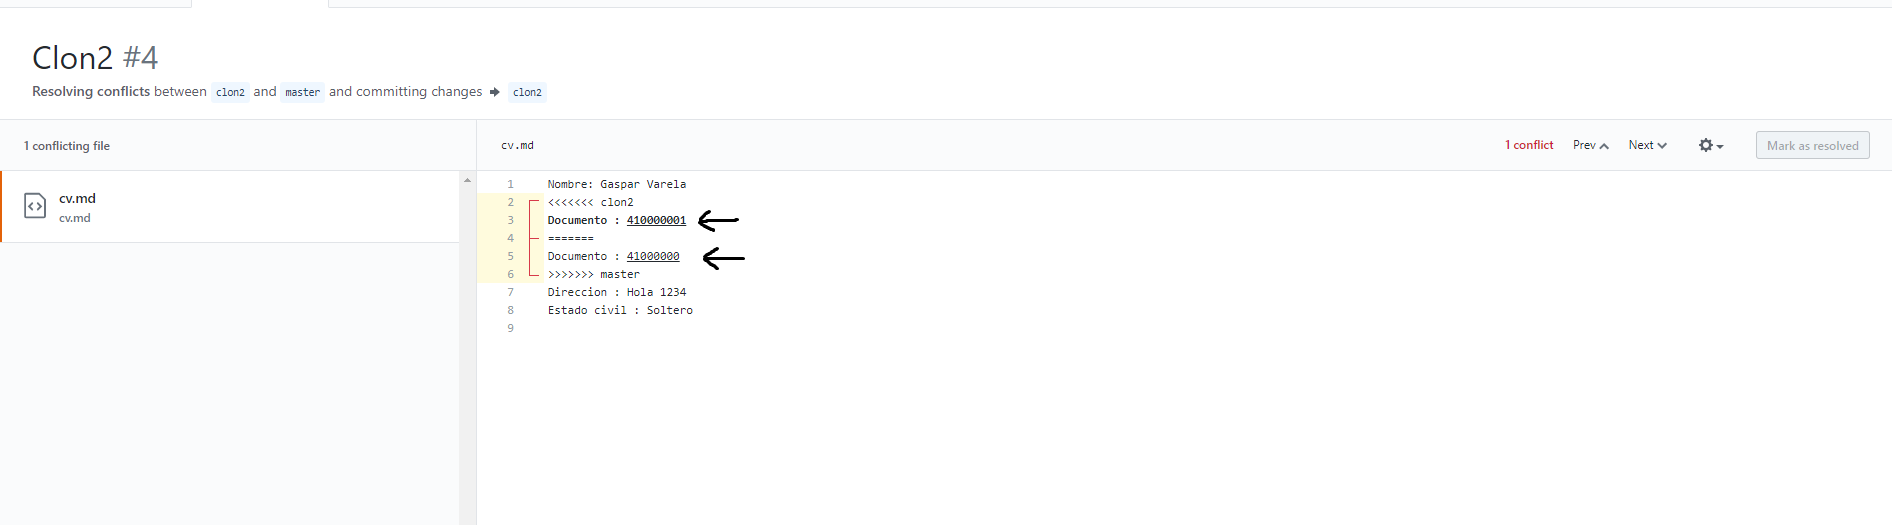 Clon2 #4
Resolving conflicts between clon2 and master and committing changes → clon2
1 conflicting file
cv.md
1 conflict Prev Next Mark as resolved
cv.md
cv.md
1 Nombre: Gaspar Varela
2 <<<<<<< clon2
3 Documento : 410000001
4 =======
5 Documento : 41000000
6 >>>>>>> master
7 Direccion : Hola 1234
8 Estado civil : Soltero
9